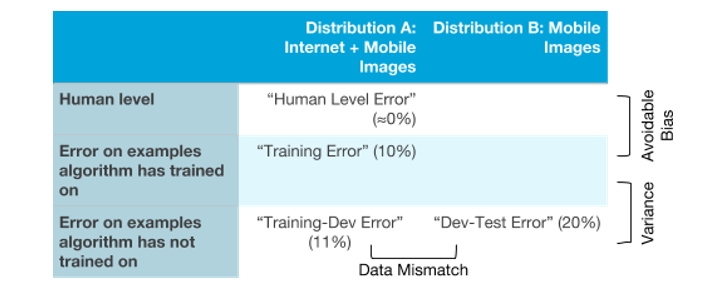 Distribution A:
Internet + Mobile
Images
Distribution B: Mobile
Images
Human level
“Human Level Error”
(≈0%)
Error on examples
algorithm has trained
on
“Training Error” (10%)
Error on examples
algorithm has not
trained on
“Training-Dev Error”
(11%)
“Dev-Test Error” (20%)
Avoidable
Bias
Variance
Data Mismatch